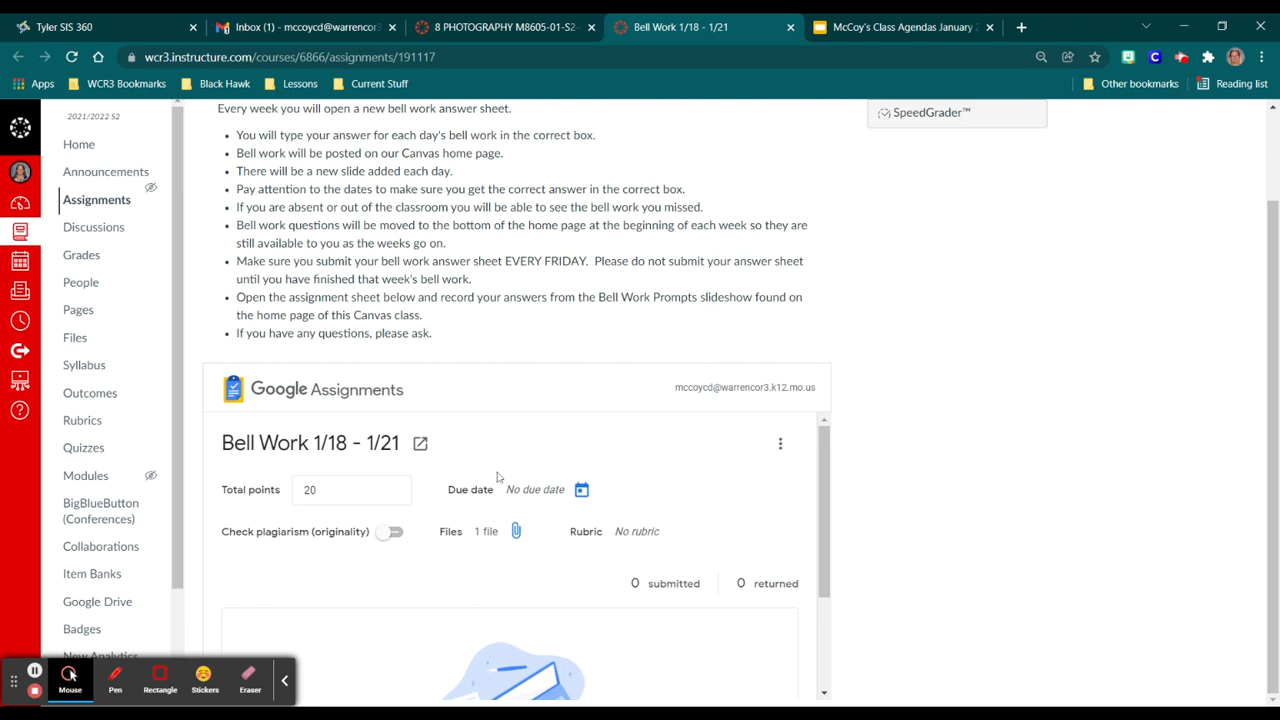 Tyler SIS 360
Inbox (1) - mccoycd@warrencor3
8 PHOTOGRAPHY M8605-01-S2-
Bell Work 1/18 - 1/21
McCoy's Class Agendas January 2
wcr3.instructure.com/courses/6866/assignments/191117
Apps
WCR3 Bookmarks
Black Hawk
Lessons
Current Stuff
Other bookmarks
Reading list
2021/2022 S2
Home
Announcements
Assignments
Discussions
Grades
People
Pages
Files
Syllabus
Outcomes
Rubrics
Quizzes
Modules
BigBlueButton
(Conferences)
Collaborations
Item Banks
Google Drive
Badges
New Analytics
Every week you will open a new bell work answer sheet.
You will type your answer for each day's bell work in the correct box.
Bell work will be posted on our Canvas home page.
There will be a new slide added each day.
Pay attention to the dates to make sure you get the correct answer in the correct box.
If you are absent or out of the classroom you will be able to see the bell work you missed.
Bell work questions will be moved to the bottom of the home page at the beginning of each week so they are
still available to you as the weeks go on.
Make sure you submit your bell work answer sheet EVERY FRIDAY. Please do not submit your answer sheet
until you have finished that week's bell work.
Open the assignment sheet below and record your answers from the Bell Work Prompts slideshow found on
the home page of this Canvas class.
If you have any questions, please ask.
SpeedGrader™
Google Assignments
mccoycd@warrencor3.k12.mo.us
Bell Work 1/18 - 1/21
Total points 20 Due date No due date
Check plagiarism (originality) Files 1 file Rubric No rubric
0 submitted 0 returned
Mouse
Pen
Rectangle
Stickers
Eraser